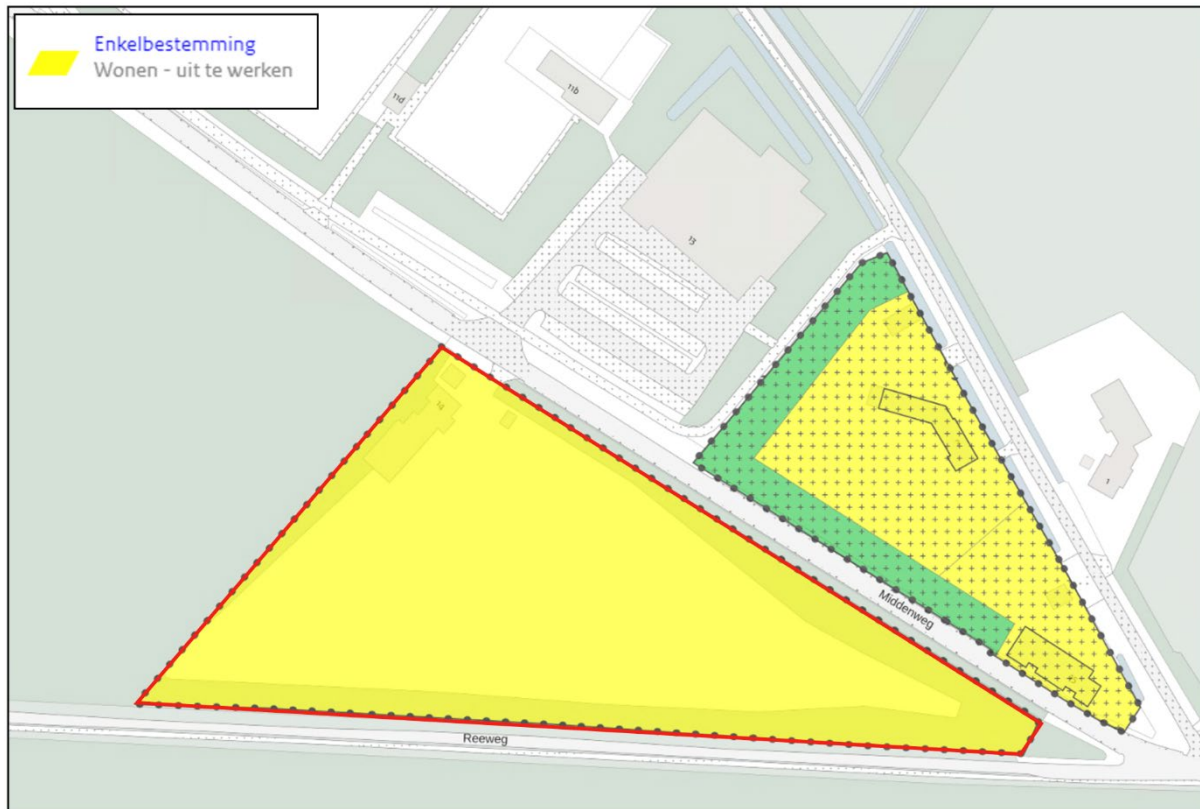 Enkelbestemming
Wonen - uit te werken
11d
11b
13
1
Middenweg
Reeweg